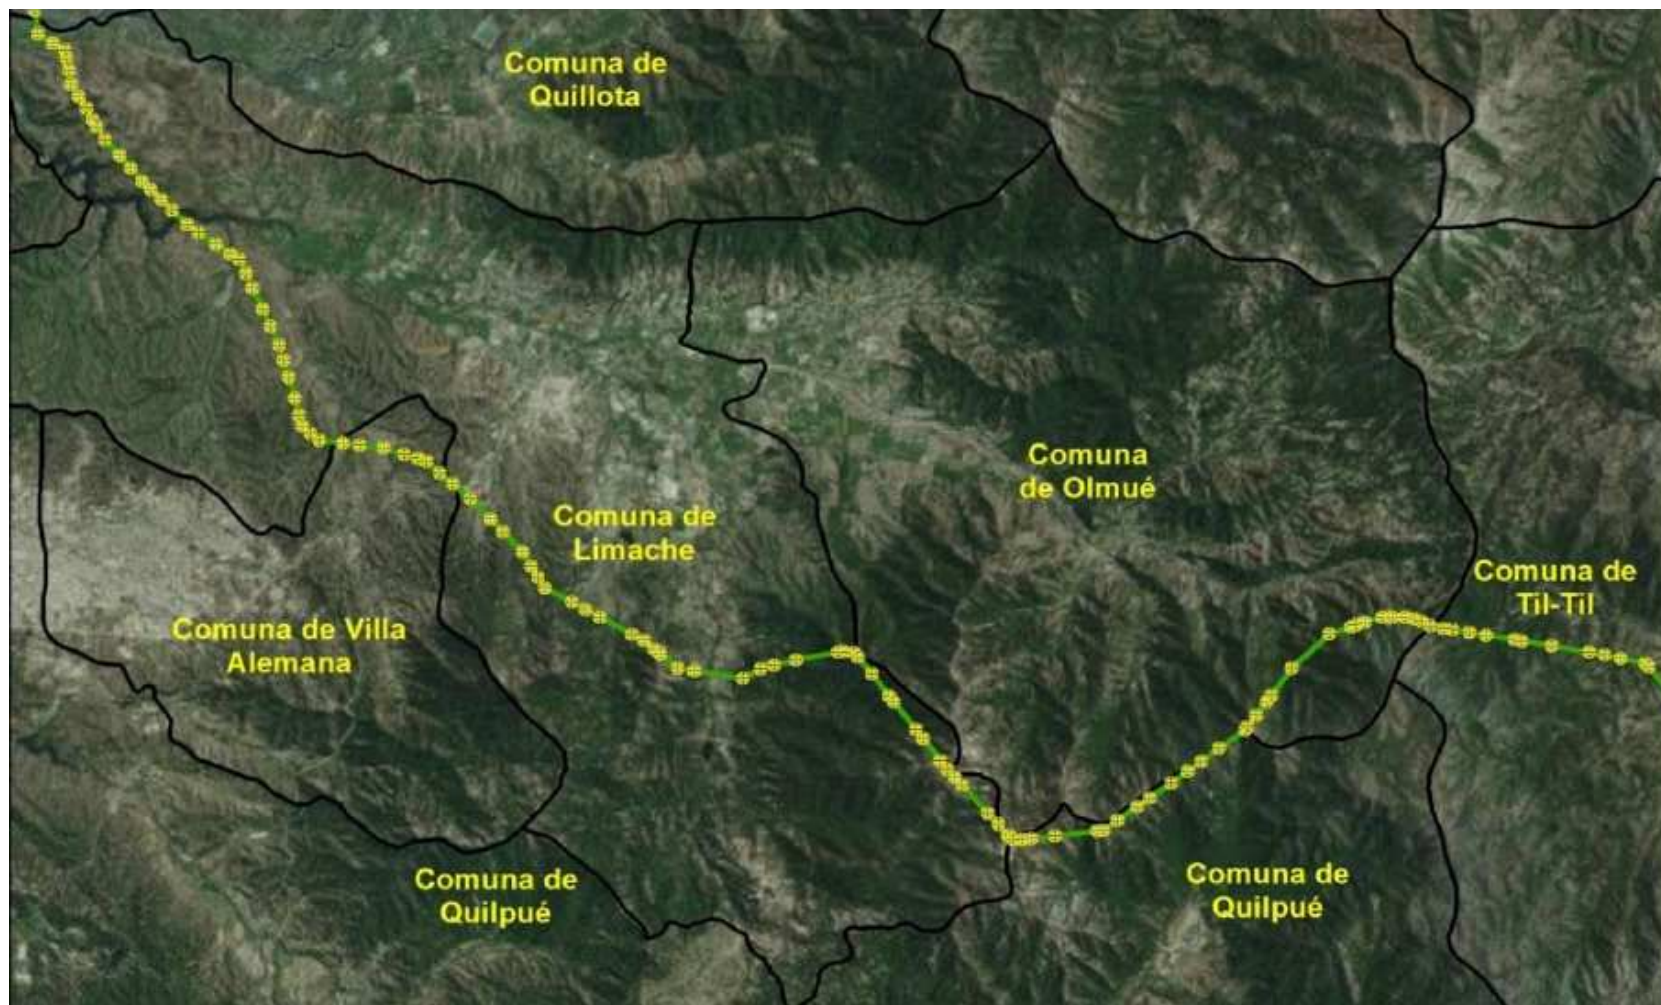 Comuna de
Quillota
Comuna
de Olmué
Comuna de
Limache
Comuna de
Til-Til
Comuna de Villa
Alemana
Comuna de
Quilpué
Comuna de
Quilpué